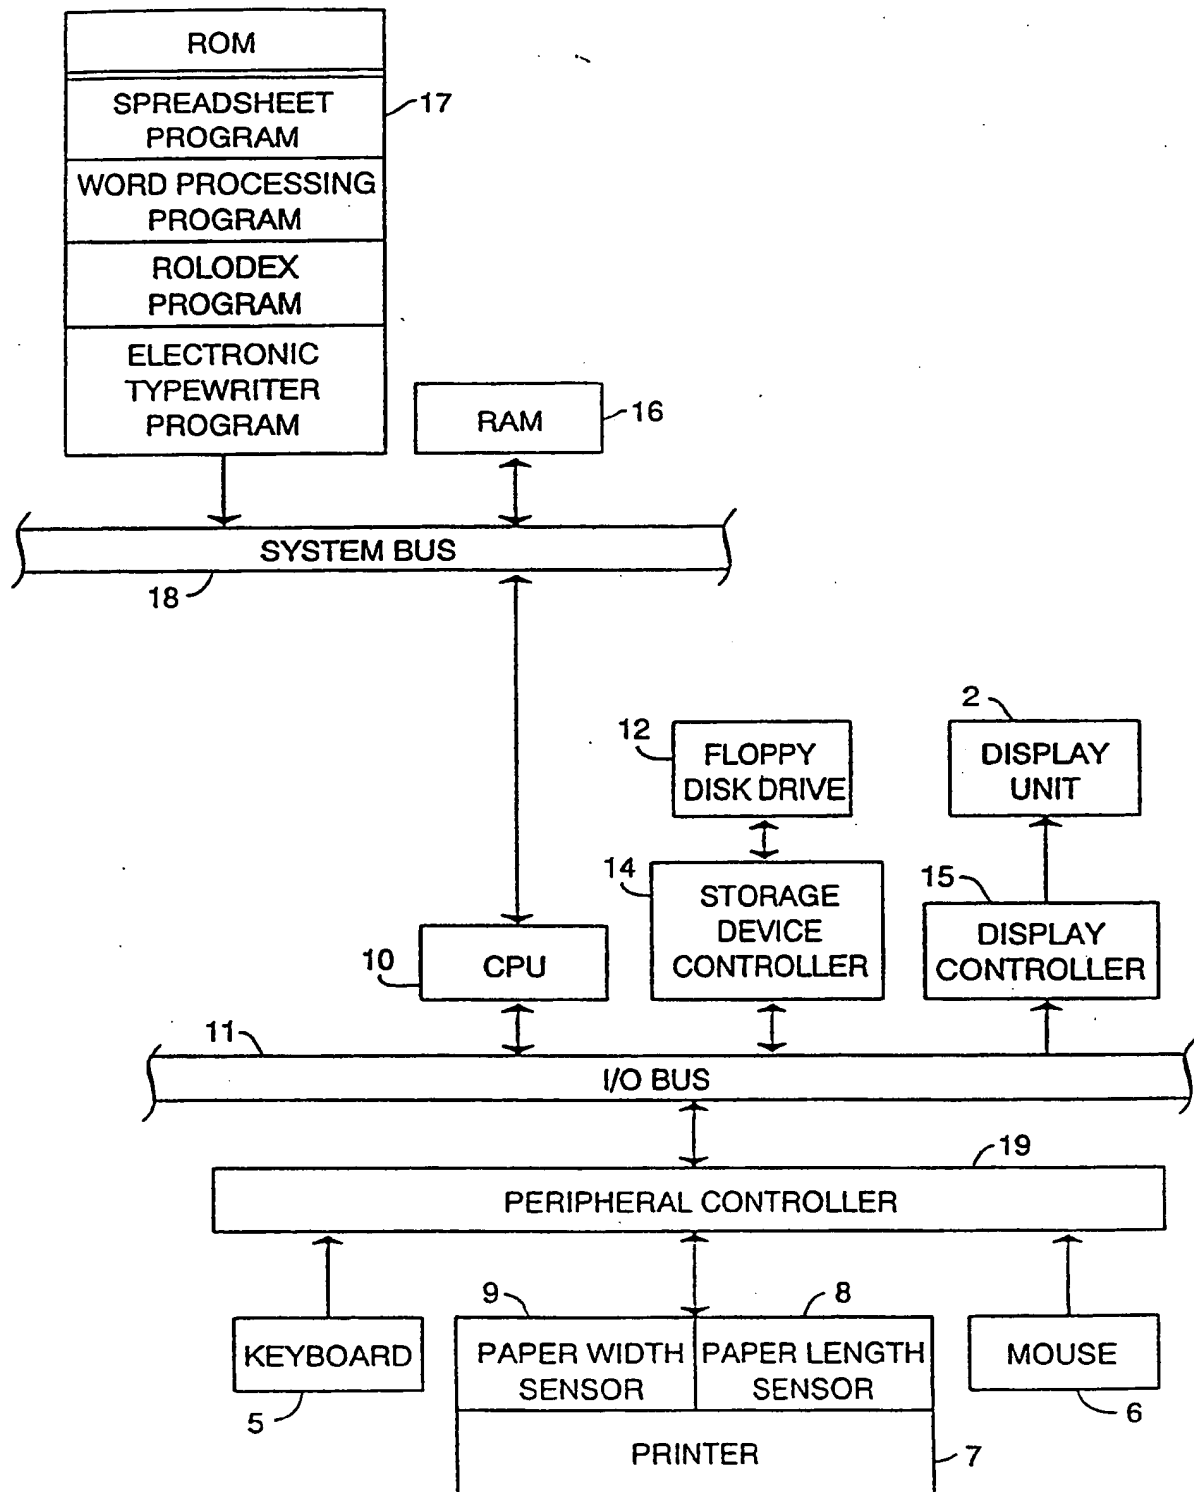 ROM
SPREADSHEET
PROGRAM
17
WORD PROCESSING
PROGRAM
ROLODEX
PROGRAM
ELECTRONIC
TYPEWRITER
PROGRAM
RAM
16
SYSTEM BUS
18
12
FLOPPY
DISK DRIVE
2
DISPLAY
UNIT
14
STORAGE
DEVICE
CONTROLLER
15
DISPLAY
CONTROLLER
10
CPU
11
I/O BUS
19
PERIPHERAL CONTROLLER
KEYBOARD
5
9
PAPER WIDTH
SENSOR
8
PAPER LENGTH
SENSOR
MOUSE
6
PRINTER
7